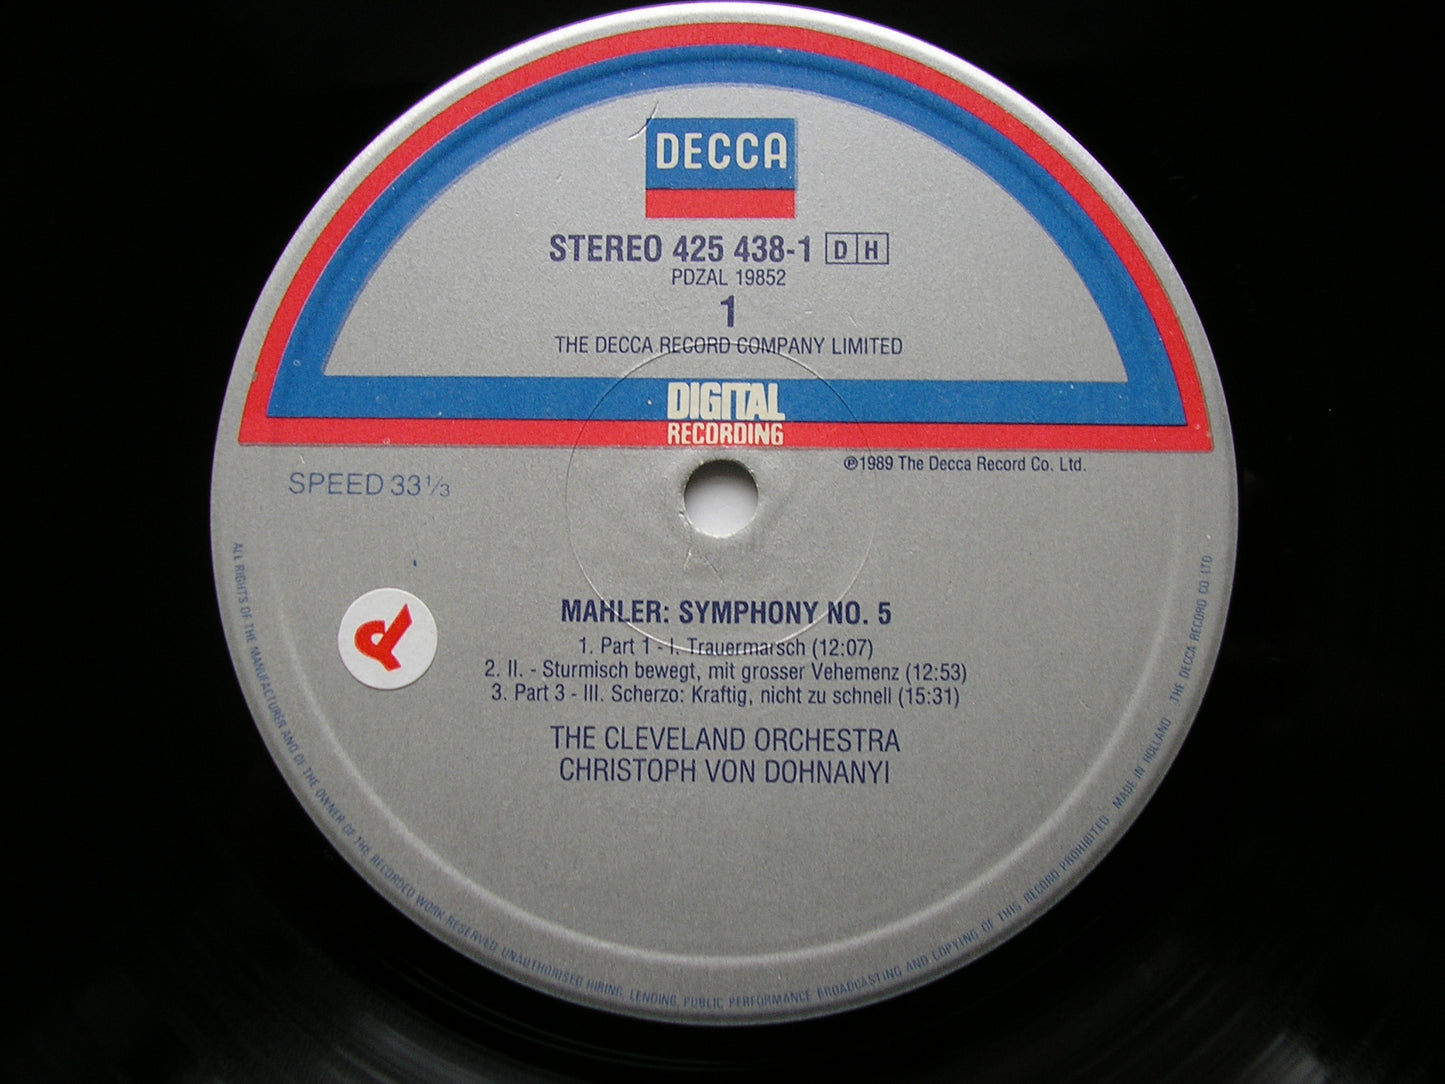 DECCA
STEREO 425 438-1 DH
PDZAL 19852
1
THE DECCA RECORD COMPANY LIMITED
DIGITAL
RECORDING
℗1989 The Decca Record Co. Ltd.
SPEED 33⅓
MAHLER: SYMPHONY NO. 5
1. Part 1 - I. Trauermarsch (12:07)
2. II. - Sturmisch bewegt, mit grosser Vehemenz (12:53)
3. Part 3 - III. Scherzo: Kraftig, nicht zu schnell (15:31)
THE CLEVELAND ORCHESTRA
CHRISTOPH VON DOHNANYI
ALL RIGHTS OF THE MANUFACTURER AND OF THE OWNER OF THE RECORDED WORK RESERVED UNAUTHORISED HIRING, LENDING, PUBLIC PERFORMANCE BROADCASTING AND COPYING OF THIS RECORD PROHIBITED MADE IN HOLLAND THE DECCA RECORD CO LTD